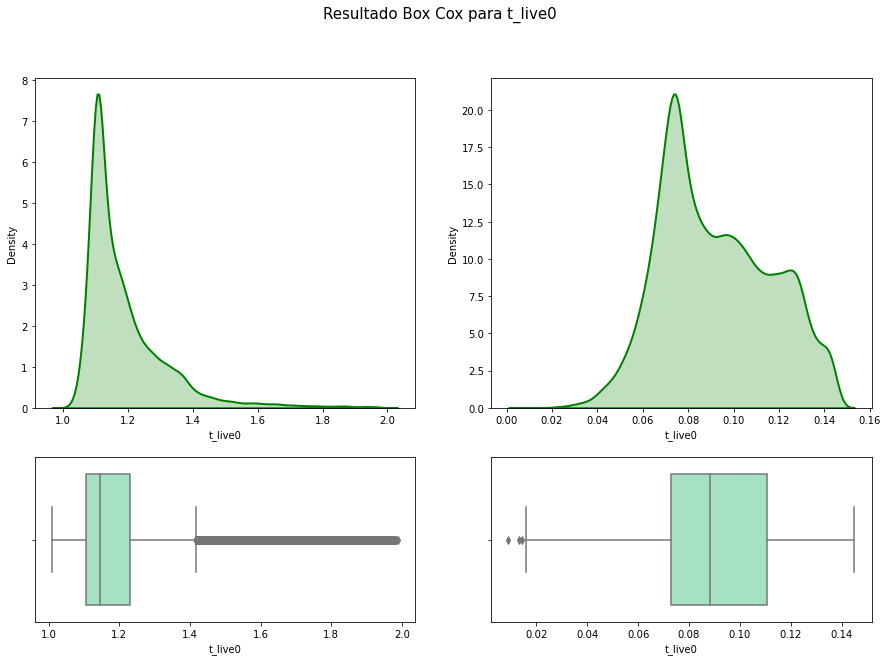 Resultado Box Cox para t_live0
8
7
6
5
4
3
2
1
0
Density
1.0 1.2 1.4 1.6 1.8 2.0
t_live0
20.0
17.5
15.0
12.5
10.0
7.5
5.0
2.5
0.0
Density
0.00 0.02 0.04 0.06 0.08 0.10 0.12 0.14 0.16
t_live0
1.0 1.2 1.4 1.6 1.8 2.0
t_live0
0.02 0.04 0.06 0.08 0.10 0.12 0.14
t_live0